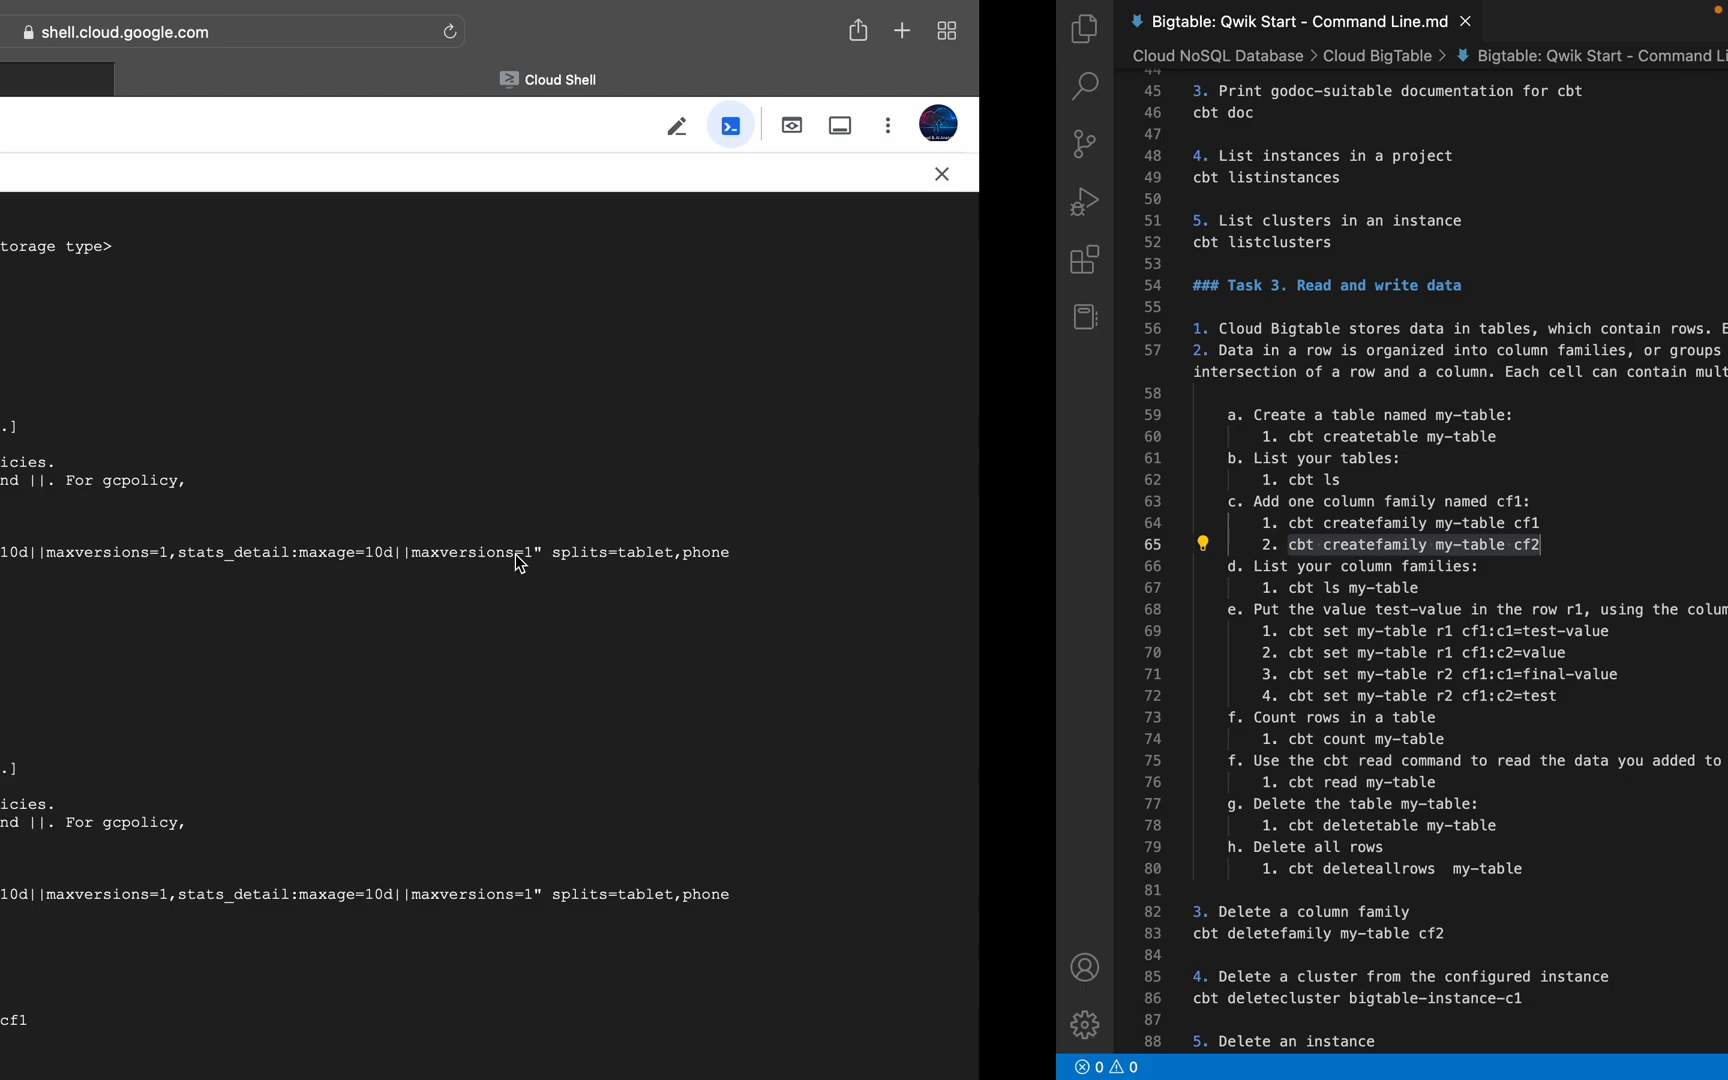 shell.cloud.google.com
Cloud Shell
torage type>
.]
icies.
nd ||. For gcpolicy,
10d||maxversions=1,stats_detail:maxage=10d||maxversions=1" splits=tablet,phone
.]
icies.
nd ||. For gcpolicy,
10d||maxversions=1,stats_detail:maxage=10d||maxversions=1" splits=tablet,phone
cf1
Bigtable: Qwik Start - Command Line.md
Cloud NoSQL Database > Cloud BigTable > Bigtable: Qwik Start - Command Li
44
45 3. Print godoc-suitable documentation for cbt
46 cbt doc
47
48 4. List instances in a project
49 cbt listinstances
50
51 5. List clusters in an instance
52 cbt listclusters
53
54 ### Task 3. Read and write data
55
56 1. Cloud Bigtable stores data in tables, which contain rows. E
57 2. Data in a row is organized into column families, or groups
intersection of a row and a column. Each cell can contain mult
58
59 a. Create a table named my-table:
60 1. cbt createtable my-table
61 b. List your tables:
62 1. cbt ls
63 c. Add one column family named cf1:
64 1. cbt createfamily my-table cf1
65 2. cbt createfamily my-table cf2
66 d. List your column families:
67 1. cbt ls my-table
68 e. Put the value test-value in the row r1, using the colum
69 1. cbt set my-table r1 cf1:c1=test-value
70 2. cbt set my-table r1 cf1:c2=value
71 3. cbt set my-table r2 cf1:c1=final-value
72 4. cbt set my-table r2 cf1:c2=test
73 f. Count rows in a table
74 1. cbt count my-table
75 f. Use the cbt read command to read the data you added to
76 1. cbt read my-table
77 g. Delete the table my-table:
78 1. cbt deletetable my-table
79 h. Delete all rows
80 1. cbt deleteallrows  my-table
81
82 3. Delete a column family
83 cbt deletefamily my-table cf2
84
85 4. Delete a cluster from the configured instance
86 cbt deletecluster bigtable-instance-c1
87
88 5. Delete an instance
0 0